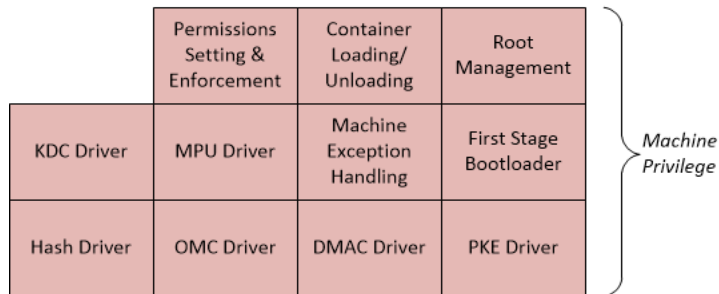 Permissions
Setting &
Enforcement
Container
Loading/
Unloading
Root
Management
KDC Driver
MPU Driver
Machine
Exception
Handling
First Stage
Bootloader
Hash Driver
OMC Driver
DMAC Driver
PKE Driver
Machine
Privilege